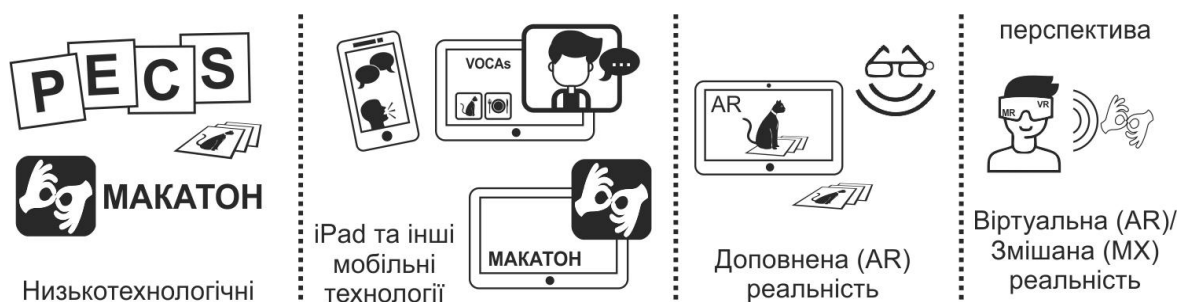 PECS
МАКАТОН
Низькотехнологічні
VOCAs
МАКАТОН
iPad та інші
мобільні
технології
AR
Доповнена (AR)
реальність
перспектива
MR VR
Віртуальна (AR)/
Змішана (MX)
реальність